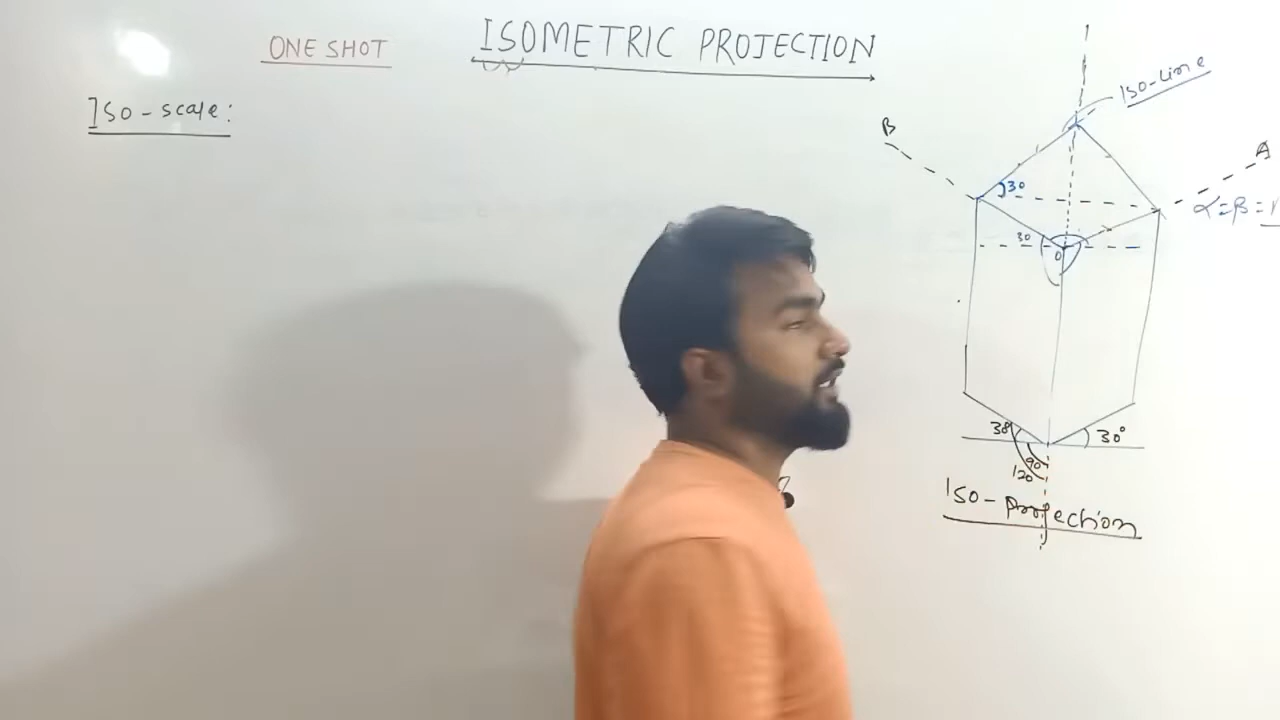 ONE SHOT
ISOMETRIC PROJECTION
Iso-scale:
Iso-Line
B
A
30
α=β=
30
O
30
30°
90
120
Iso-Projection